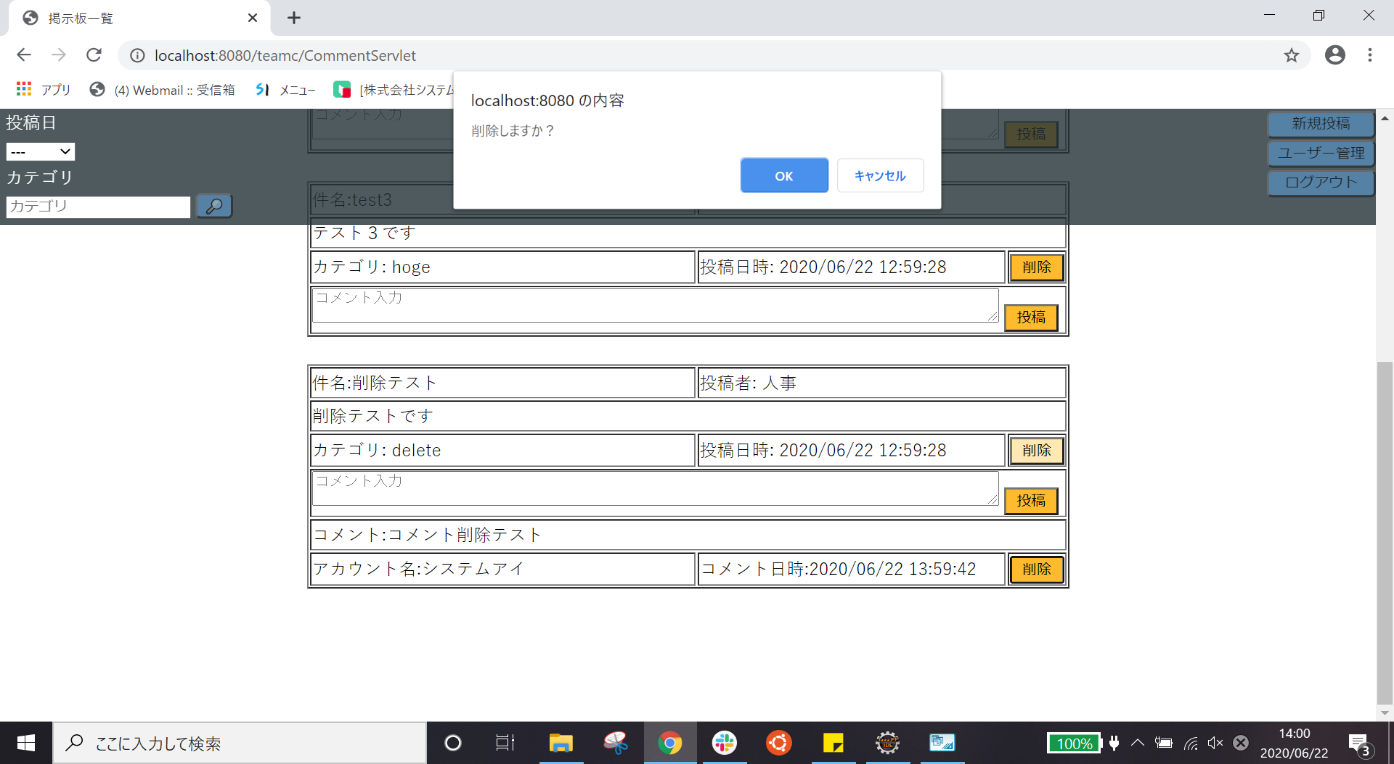 掲示板一覧
localhost:8080/teamc/CommentServlet
アプリ
(4) Webmail :: 受信箱
メニュー
[株式会社システム
localhost:8080 の内容
削除しますか？
OK
キャンセル
投稿日
---
カテゴリ
カテゴリ
新規投稿
ユーザー管理
ログアウト
コメント入力
投稿
件名:test3
テスト３です
カテゴリ: hoge
投稿日時: 2020/06/22 12:59:28
削除
コメント入力
投稿
件名:削除テスト
投稿者: 人事
削除テストです
カテゴリ: delete
投稿日時: 2020/06/22 12:59:28
削除
コメント入力
投稿
コメント:コメント削除テスト
アカウント名:システムアイ
コメント日時:2020/06/22 13:59:42
削除
ここに入力して検索
100%
14:00
2020/06/22
3